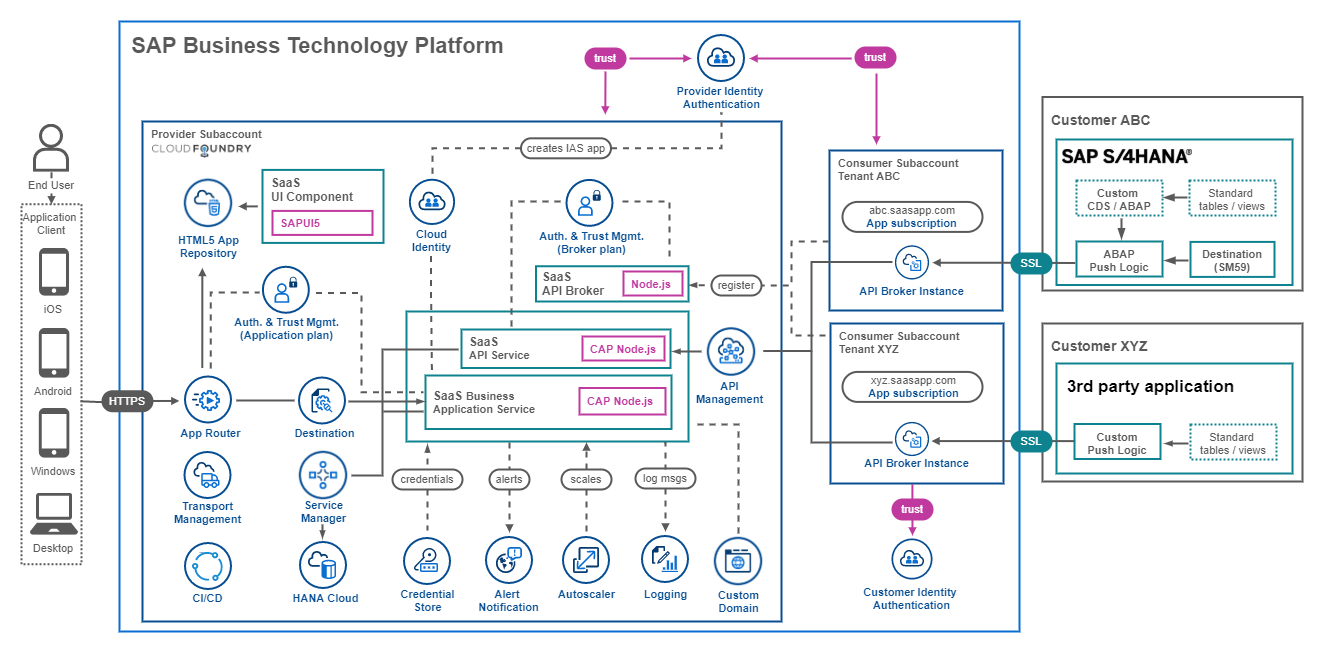 SAP Business Technology Platform
trust
trust
Provider Identity
Authentication
Provider Subaccount
CLOUD FOUNDRY
creates IAS app
End User
Application
Client
iOS
Android
Windows
Desktop
HTTPS
HTML5 App
Repository
SaaS
UI Component
SAPUI5
Cloud
Identity
Auth. & Trust Mgmt.
(Broker plan)
SaaS
API Broker
Node.js
register
Auth. & Trust Mgmt.
(Application plan)
SaaS
API Service
CAP Node.js
SaaS Business
Application Service
CAP Node.js
API
Management
App Router
Destination
Transport
Management
Service
Manager
CI/CD
HANA Cloud
credentials
alerts
scales
log msgs
Credential
Store
Alert
Notification
Autoscaler
Logging
Custom
Domain
Consumer Subaccount
Tenant ABC
abc.saasapp.com
App subscription
API Broker Instance
Consumer Subaccount
Tenant XYZ
xyz.saasapp.com
App subscription
API Broker Instance
trust
Customer Identity
Authentication
SSL
SSL
Customer ABC
SAP S/4HANA®
Custom
CDS / ABAP
Standard
tables / views
ABAP
Push Logic
Destination
(SM59)
Customer XYZ
3rd party application
Custom
Push Logic
Standard
tables / views